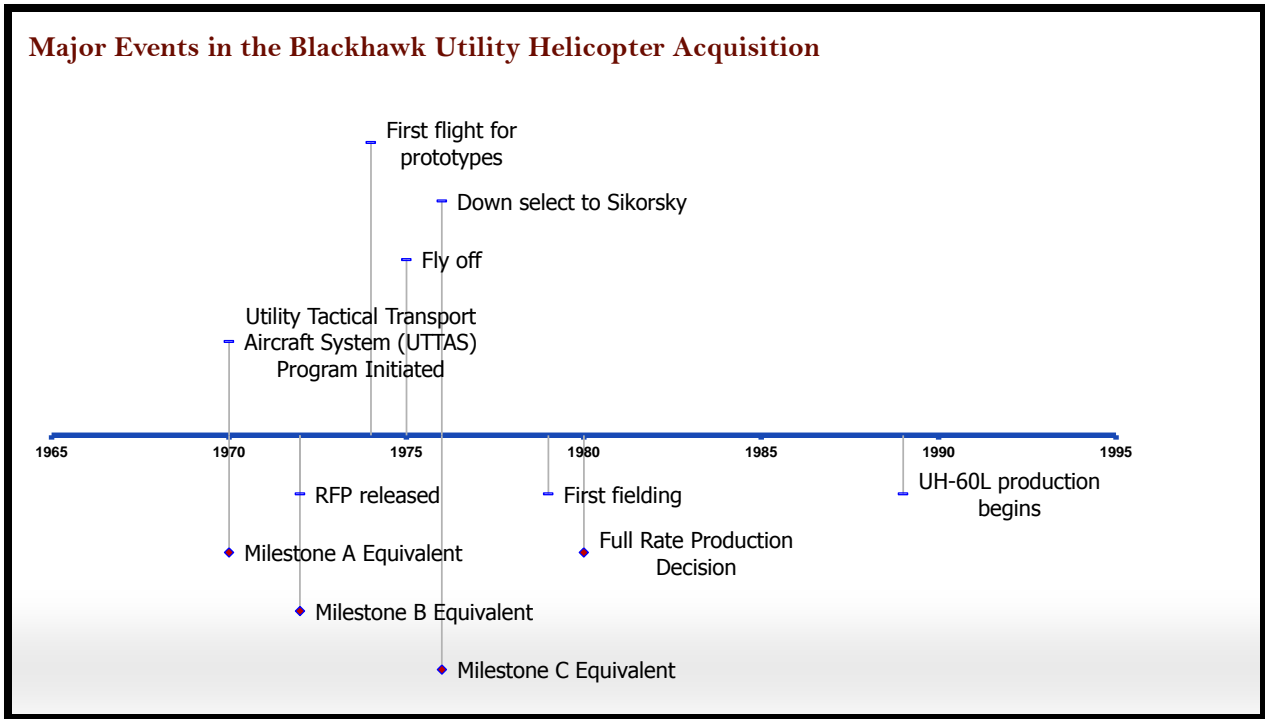 Major Events in the Blackhawk Utility Helicopter Acquisition
First flight for
prototypes
Down select to Sikorsky
Fly off
Utility Tactical Transport
Aircraft System (UTTAS)
Program Initiated
1965
1970
1975
1980
1985
1990
1995
RFP released
First fielding
UH-60L production
begins
Milestone A Equivalent
Full Rate Production
Decision
Milestone B Equivalent
Milestone C Equivalent